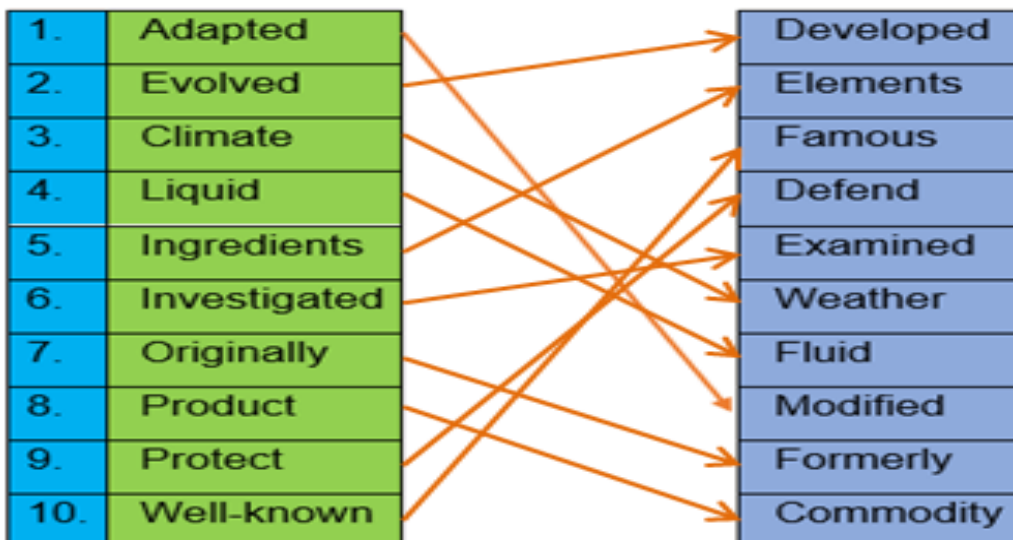 1. Adapted Developed
2. Evolved Elements
3. Climate Famous
4. Liquid Defend
5. Ingredients Examined
6. Investigated Weather
7. Originally Fluid
8. Product Modified
9. Protect Formerly
10. Well-known Commodity